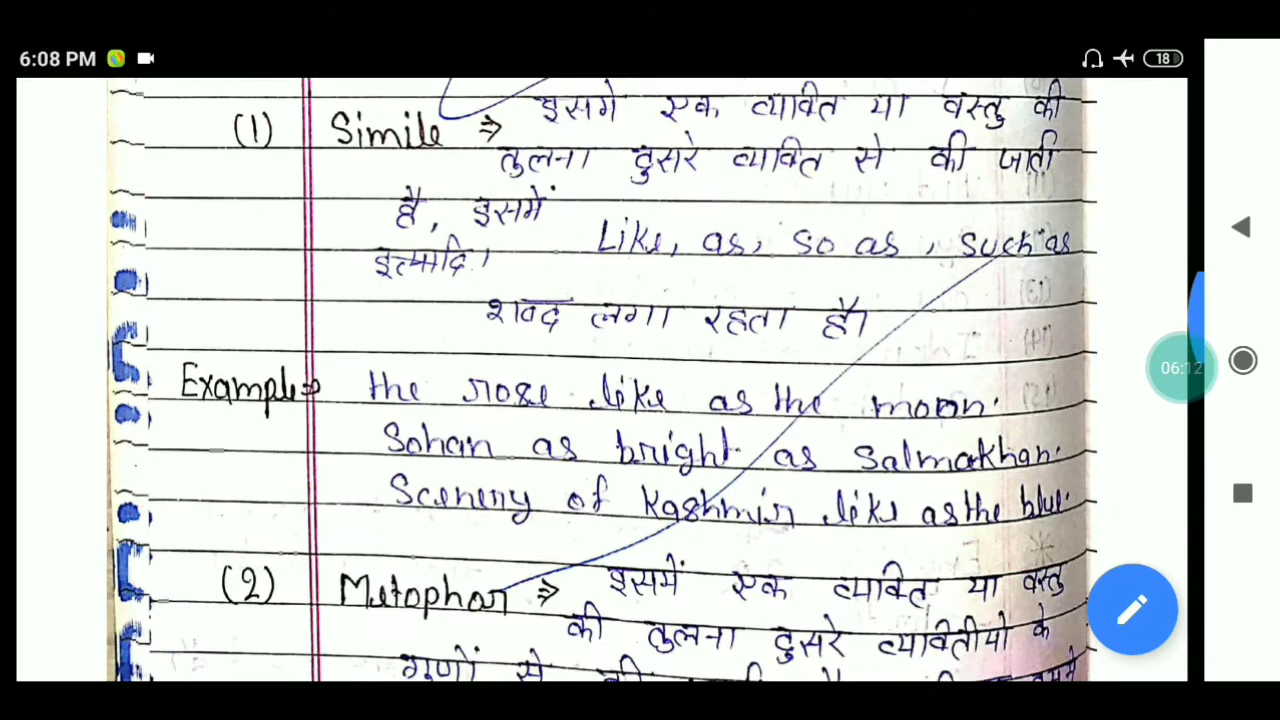 6:08 PM
18
(1) Simile ⇒ इसमें एक व्यक्ति या वस्तु की
तुलना दुसरे व्यक्ति से की जाती
है, इसमें
Like, as, so as, such as
इत्यादि।
शब्द लगा रहता है।
06:12
Example ⇒ the rose like as the moon.
Sohan as bright as Salmakhan.
Scenery of Kashmir like as the blue.
(2) Metophor ⇒ इसमें एक व्यक्ति या वस्तु
की तुलना दुसरे व्यक्तितीयो के
गुणों से की